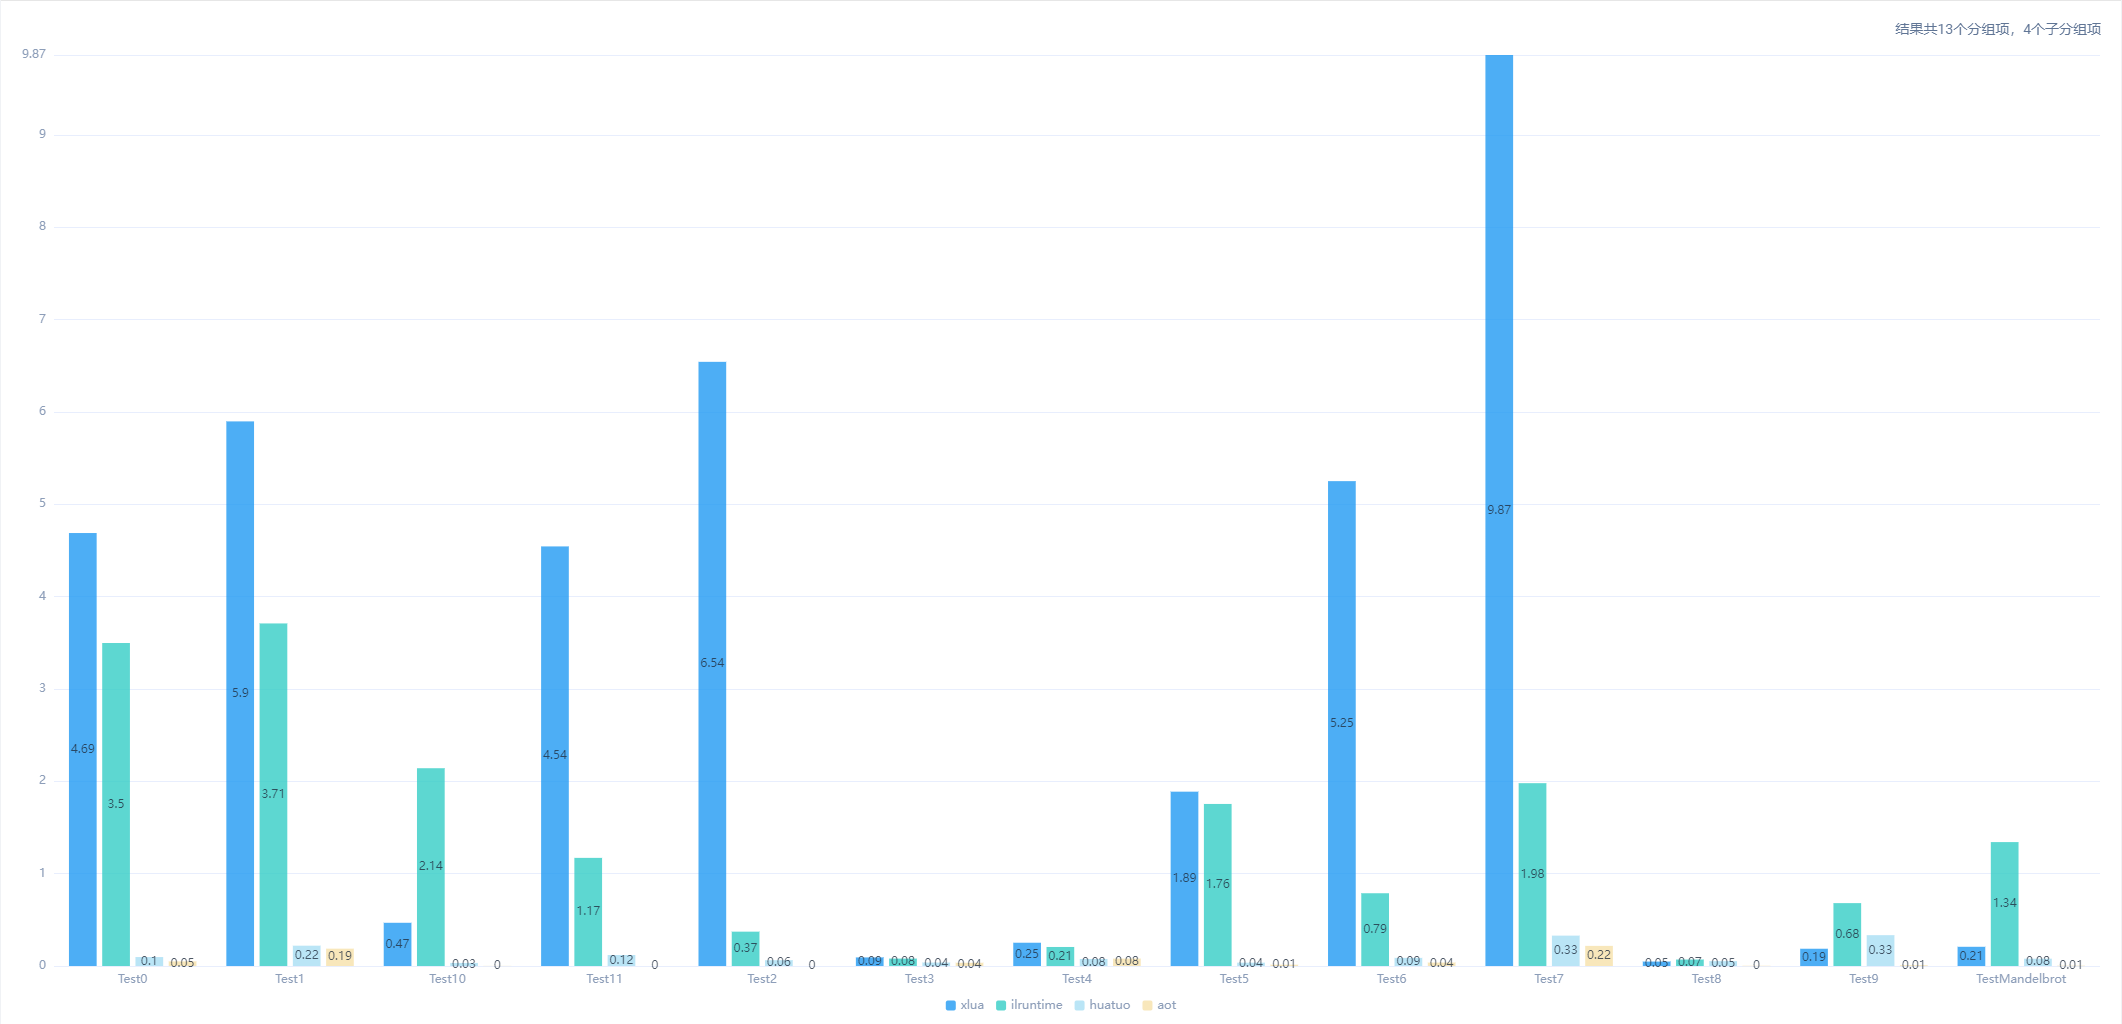 结果共13个分组项，4个子分组项
9.87
9
8
7
6
5
4
3
2
1
0
4.69 3.5 0.1 0.05
5.9 3.71 0.22 0.19
0.47 2.14 0.03 0
4.54 1.17 0.12 0
6.54 0.37 0.06 0
0.09 0.08 0.04 0.04
0.25 0.21 0.08 0.08
1.89 1.76 0.04 0.01
5.25 0.79 0.09 0.04
9.87 1.98 0.33 0.22
0.05 0.07 0.05 0
0.19 0.68 0.33 0.01
0.21 1.34 0.08 0.01
Test0 Test1 Test10 Test11 Test2 Test3 Test4 Test5 Test6 Test7 Test8 Test9 TestMandelbrot
xlua ilruntime huatuo aot